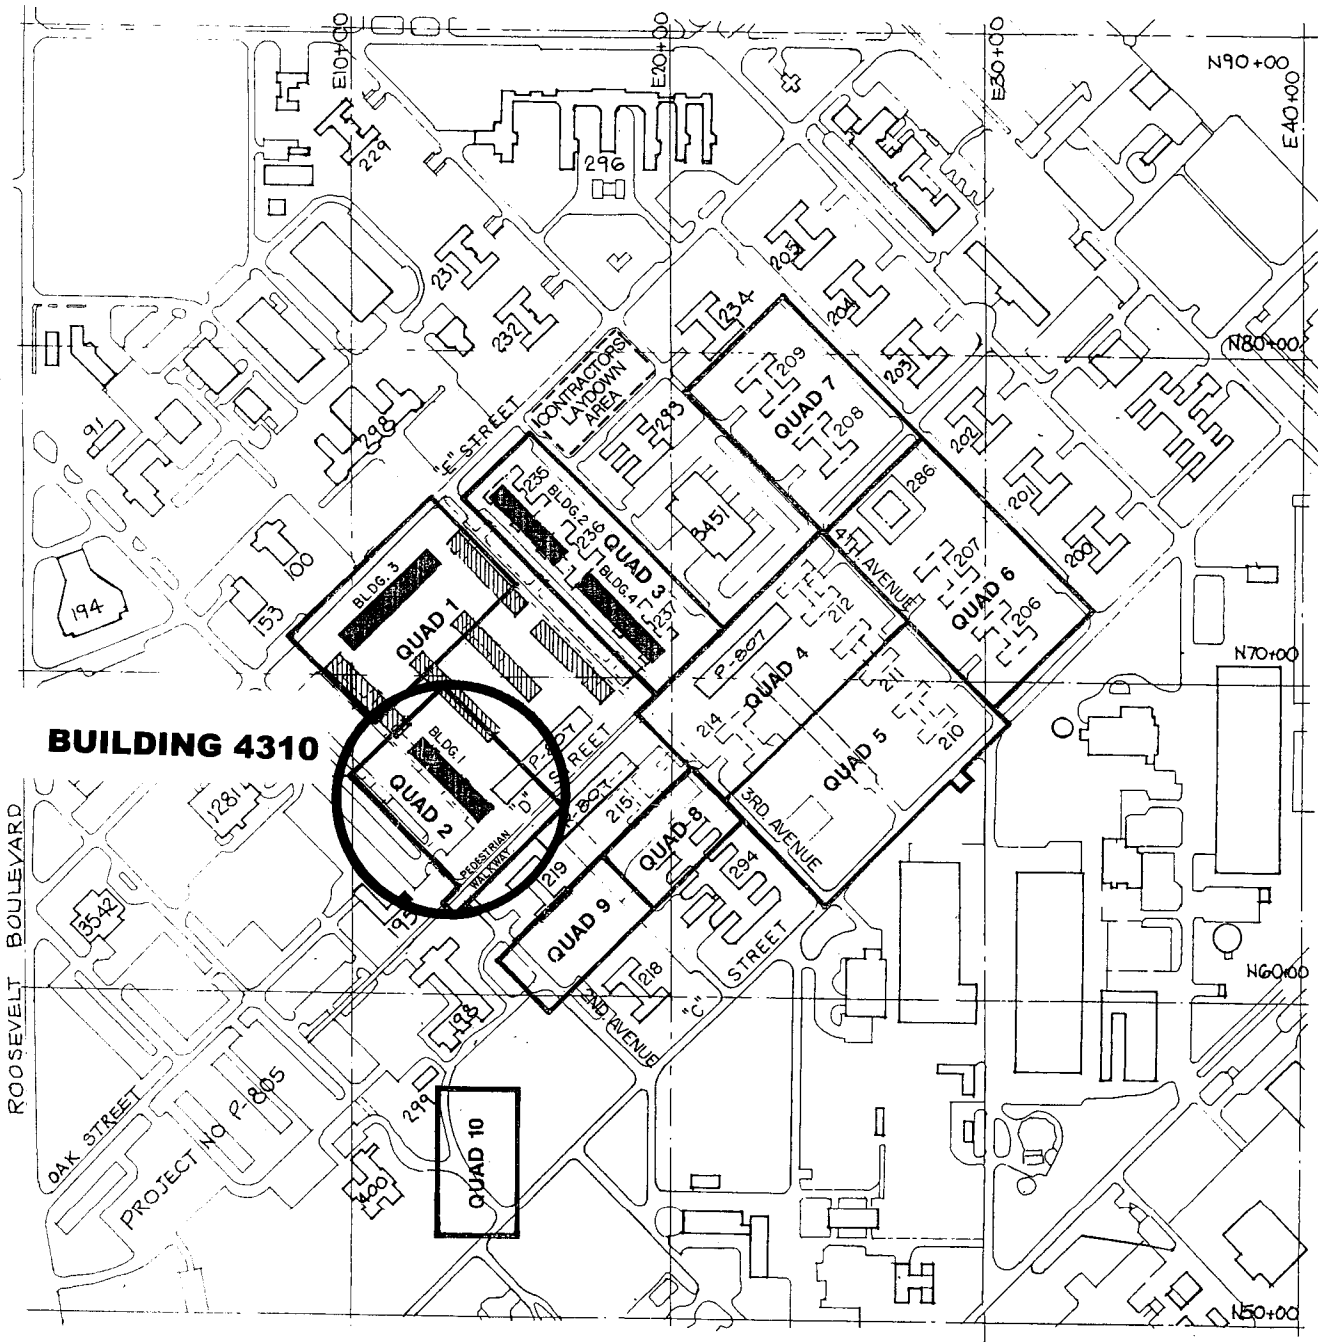 E10+00
E20+00
E30+00
N90+00
E40+00
229
296
231
232
205
204
203
234
N80+00
CONTRACTORS
LAYDOWN
AREA
"E" STREET
298
91
299
209
QUAD 7
208
202
201
200
286
4TH AVENUE
207
QUAD 6
206
3451
235
BLDG. 2
236
QUAD 3
BLDG. 4
237
BLDG. 3
QUAD 1
100
153
194
212
P-807
QUAD 4
211
210
214
QUAD 5
N70+00
BUILDING 4310
BLDG. 1
QUAD 2
P-807
"D" STREET
P-807
215
PEDESTRIAN
WALKWAY
219
QUAD 8
3RD. AVENUE
294
QUAD 9
1281
3542
195
198
218
2ND. AVENUE
"C" STREET
N60+00
ROOSEVELT BOULEVARD
OAK STREET
PROJECT NO P-805
299
400
QUAD 10
N50+00